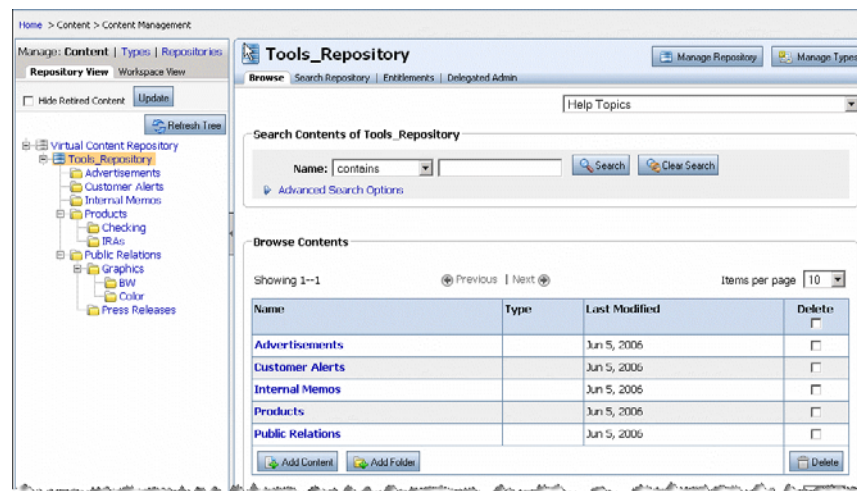 Home > Content > Content Management
Manage: Content | Types | Repositories
Repository View Workspace View
Hide Retired Content Update
Refresh Tree
Virtual Content Repository
Tools_Repository
Advertisements
Customer Alerts
Internal Memos
Products
Checking
IRAs
Public Relations
Graphics
BW
Color
Press Releases
Tools_Repository
Manage Repository
Manage Types
Browse Search Repository | Entitlements | Delegated Admin
Help Topics
Search Contents of Tools_Repository
Name: contains Search Clear Search
Advanced Search Options
Browse Contents
Showing 1--1 Previous | Next Items per page 10
Name Type Last Modified Delete
Advertisements Jun 5, 2006
Customer Alerts Jun 5, 2006
Internal Memos Jun 5, 2006
Products Jun 5, 2006
Public Relations Jun 5, 2006
Add Content Add Folder Delete